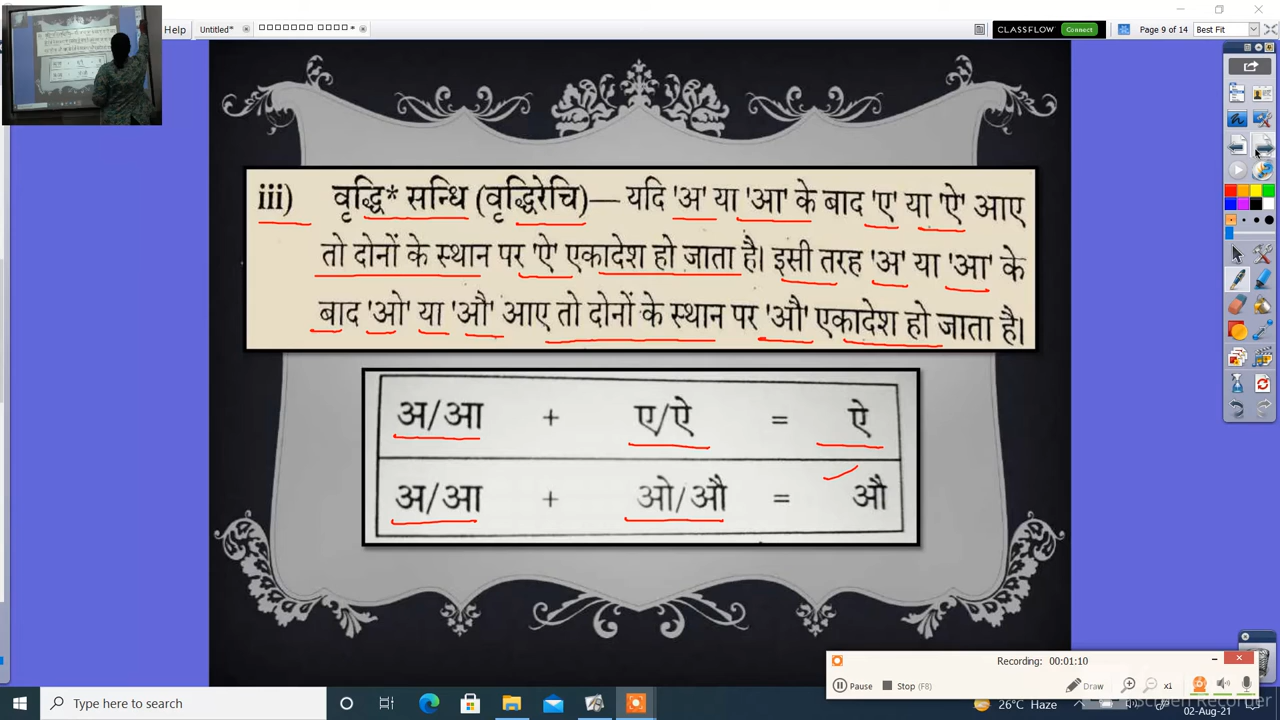 Help Untitled* CLASSFLOW Connect Page 9 of 14 Best Fit
iii) वृद्धि* सन्धि (वृद्धिरेचि)— यदि 'अ' या 'आ' के बाद 'ए' या 'ऐ' आए
तो दोनों के स्थान पर 'ऐ' एकादेश हो जाता है। इसी तरह 'अ' या 'आ' के
बाद 'ओ' या 'औ' आए तो दोनों के स्थान पर 'औ' एकादेश हो जाता है।
अ/आ + ए/ऐ = ऐ
अ/आ + ओ/औ = औ
Recording: 00:01:10
Pause Stop (F8) x1 Draw
Type here to search
26°C Haze
02-Aug-21